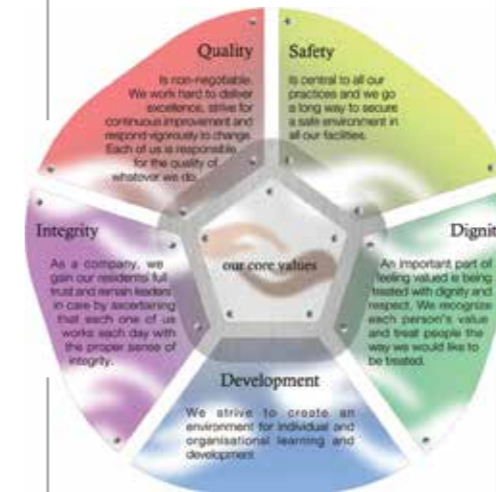 Quality
Is non-negotiable.
We work hard to deliver
excellence, strive for
continuous improvement and
respond vigorously to change.
Each of us is responsible
for the quality of
whatever we do.
Safety
Is central to all our
practices and we go
a long way to secure
a safe environment in
all our facilities.
Integrity
As a company, we
gain our residents' full
trust and remain leaders
in care by ascertaining
that each one of us
works each day with
the proper sense of
integrity.
our core values
Dignit
An important part of
feeling valued is being
treated with dignity and
respect. We recognize
each person's value
and treat people the
way we would like to
be treated.
Development
We strive to create an
environment for individual and
organisational learning and
development